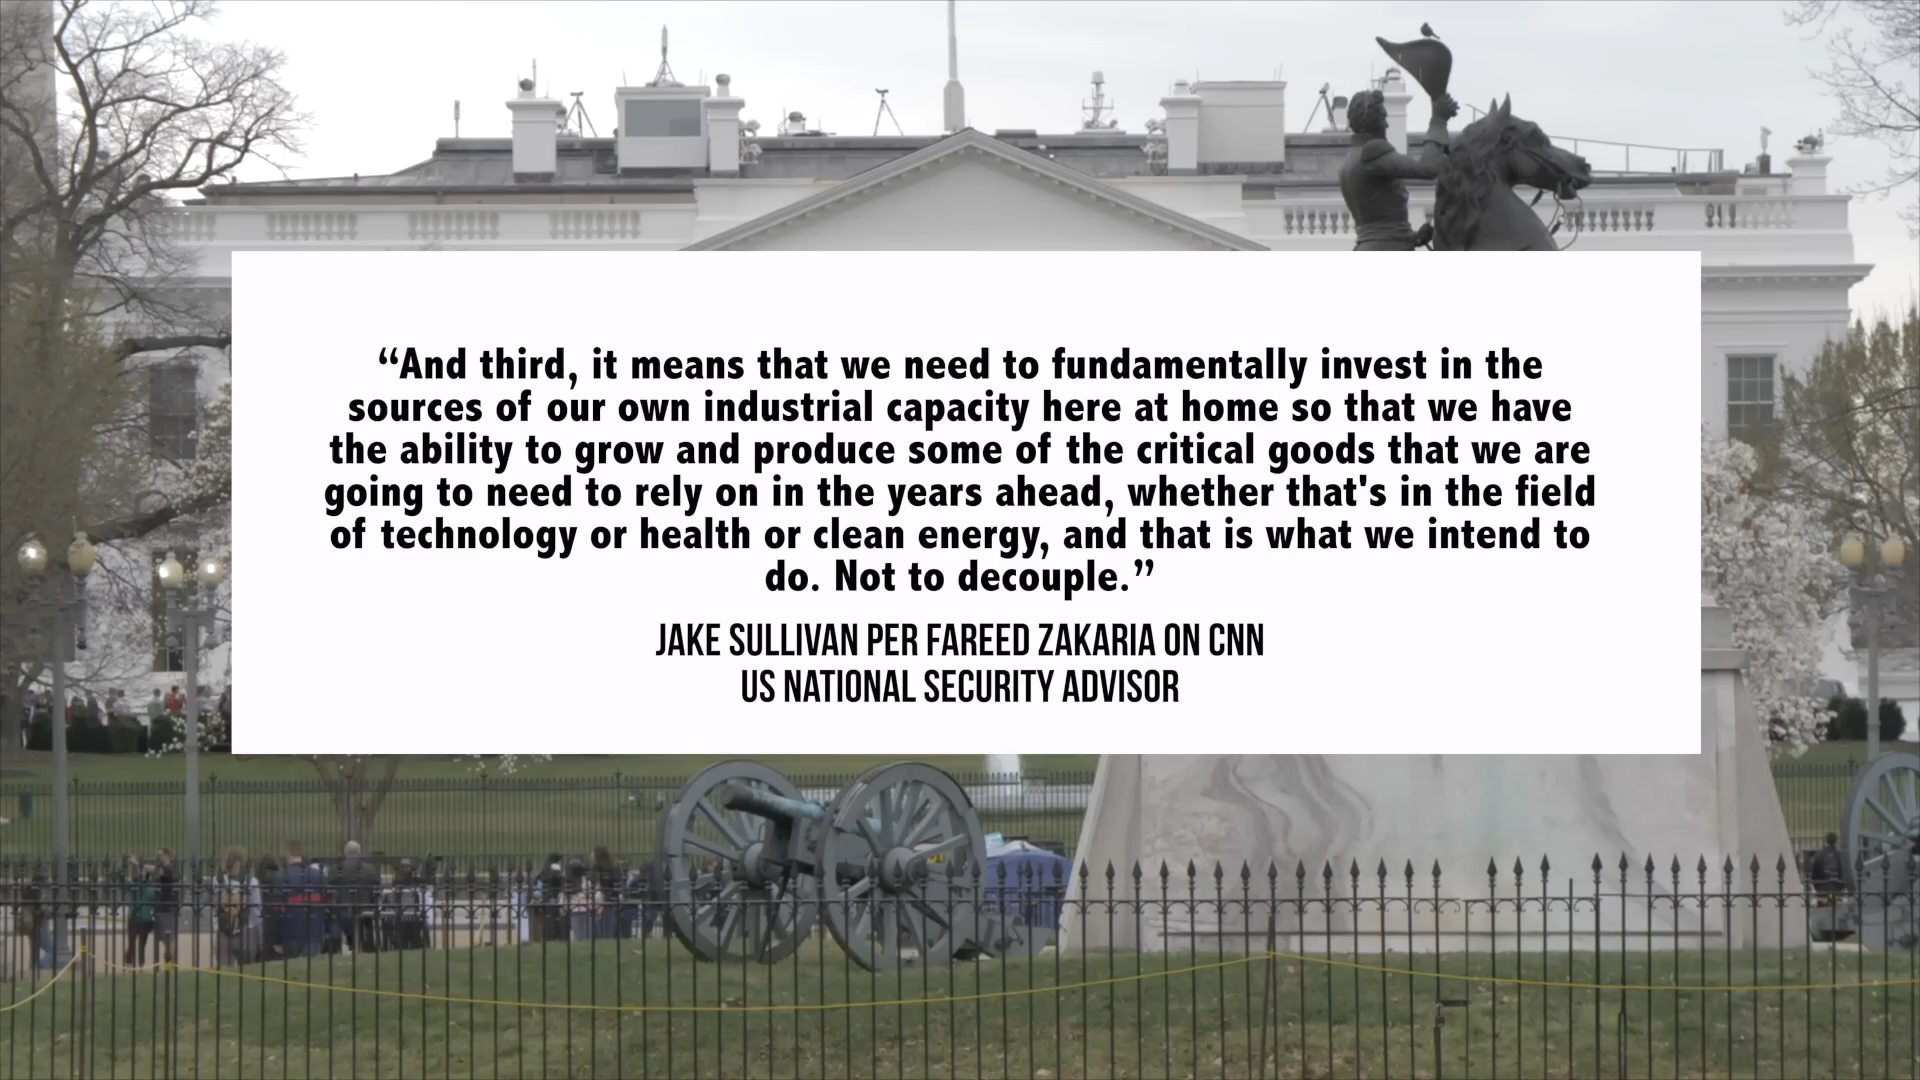 “And third, it means that we need to fundamentally invest in the
sources of our own industrial capacity here at home so that we have
the ability to grow and produce some of the critical goods that we are
going to need to rely on in the years ahead, whether that's in the field
of technology or health or clean energy, and that is what we intend to
do. Not to decouple.”
JAKE SULLIVAN PER FAREED ZAKARIA ON CNN
US NATIONAL SECURITY ADVISOR